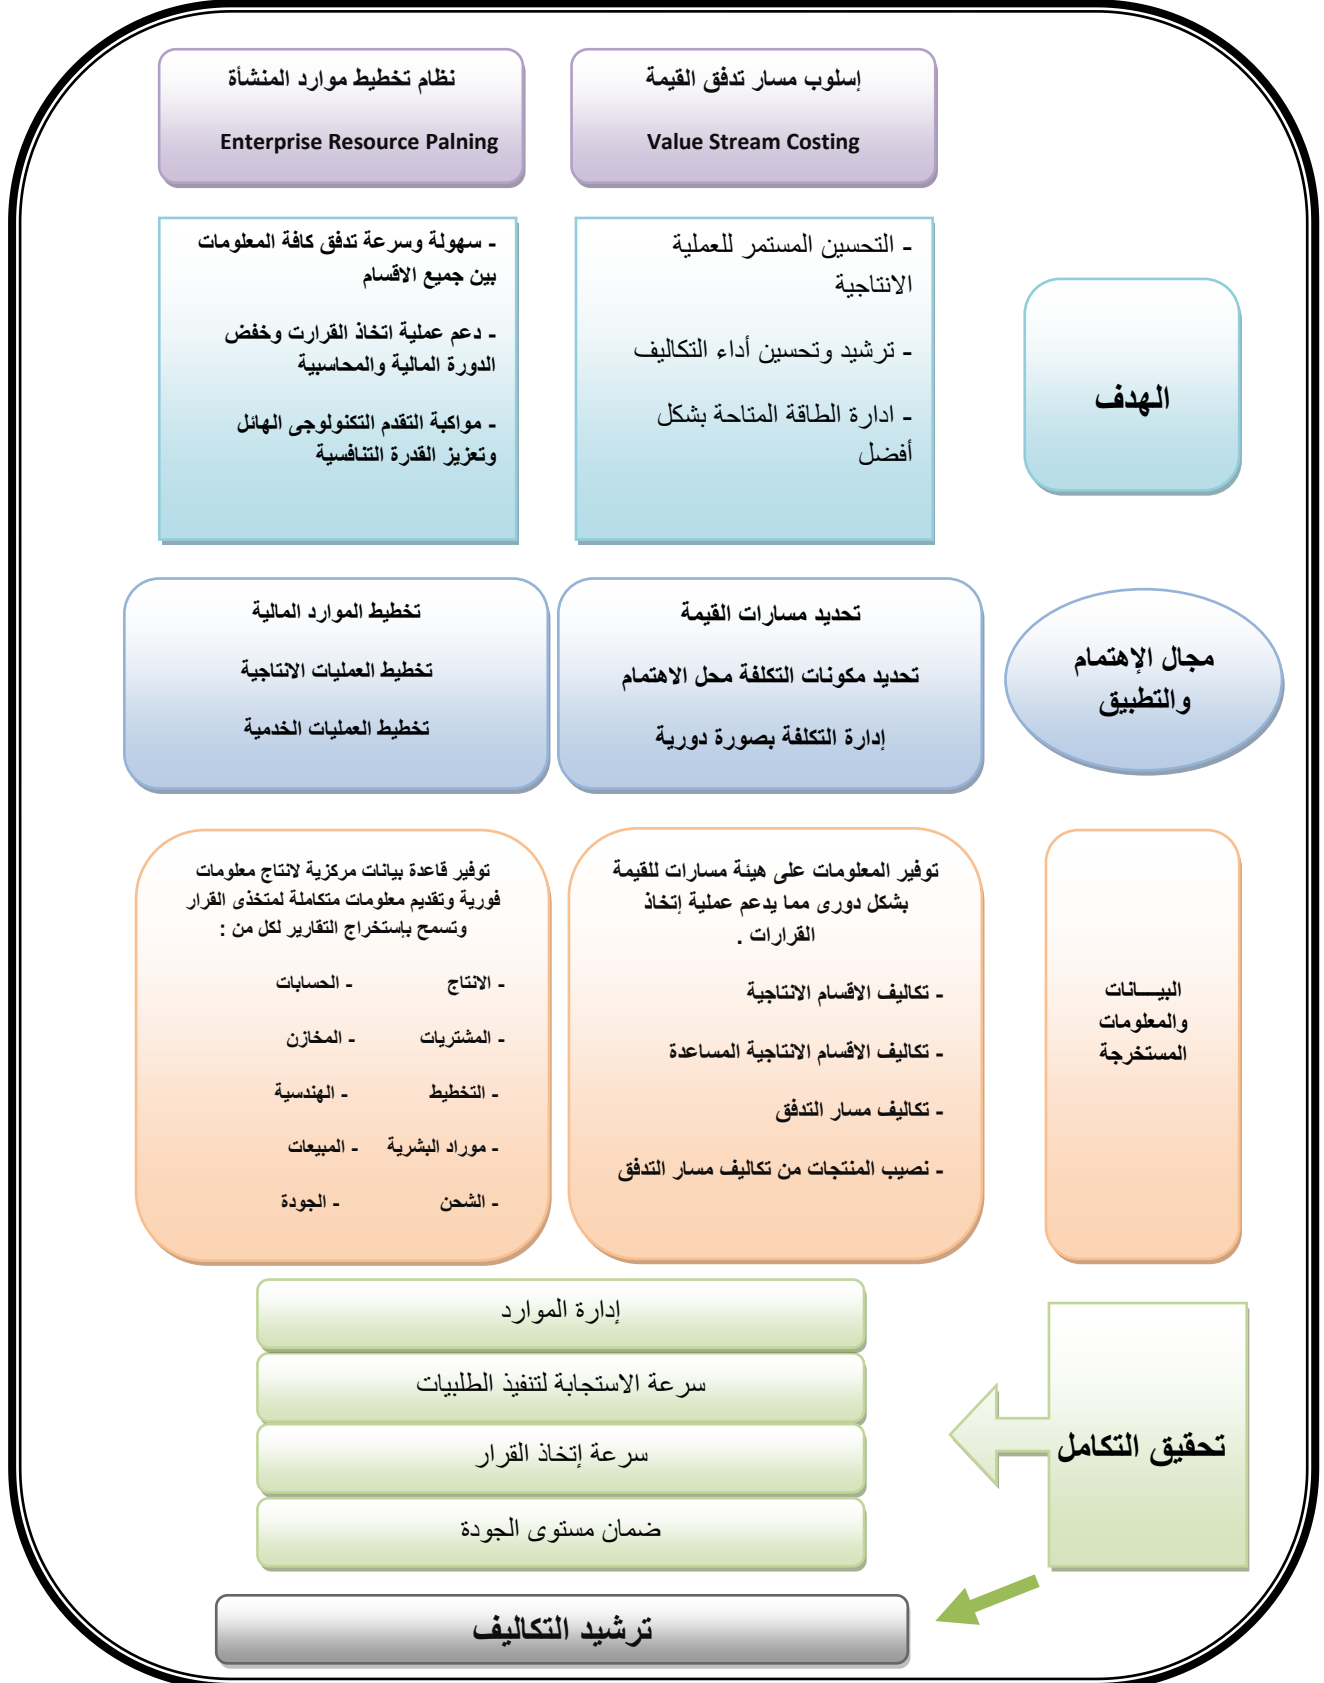 إسلوب مسار تدفق القيمة
Value Stream Costing
نظام تخطيط موارد المنشأة
Enterprise Resource Palning
الهدف
- التحسين المستمر للعملية
الانتاجية
- ترشيد وتحسين أداء التكاليف
- ادارة الطاقة المتاحة بشكل
أفضل
- سهولة وسرعة تدفق كافة المعلومات
بين جميع الاقسام
- دعم عملية اتخاذ القرارت وخفض
الدورة المالية والمحاسبية
- مواكبة التقدم التكنولوجى الهائل
وتعزيز القدرة التنافسية
مجال الإهتمام
والتطبيق
تحديد مسارات القيمة
تحديد مكونات التكلفة محل الاهتمام
إدارة التكلفة بصورة دورية
تخطيط الموارد المالية
تخطيط العمليات الانتاجية
تخطيط العمليات الخدمية
البيـــانات
والمعلومات
المستخرجة
توفير المعلومات على هيئة مسارات للقيمة
بشكل دورى مما يدعم عملية إتخاذ
القرارات .
- تكاليف الاقسام الانتاجية
- تكاليف الاقسام الانتاجية المساعدة
- تكاليف مسار التدفق
- نصيب المنتجات من تكاليف مسار التدفق
توفير قاعدة بيانات مركزية لانتاج معلومات
فورية وتقديم معلومات متكاملة لمتخذى القرار
وتسمح بإستخراج التقارير لكل من :
- الانتاج - الحسابات
- المشتريات - المخازن
- التخطيط - الهندسية
- موراد البشرية - المبيعات
- الشحن - الجودة
تحقيق التكامل
إدارة الموارد
سرعة الاستجابة لتنفيذ الطلبيات
سرعة إتخاذ القرار
ضمان مستوى الجودة
ترشيد التكاليف